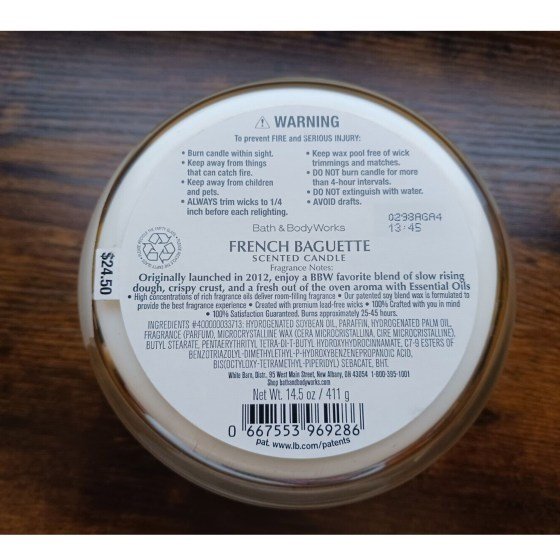 ⚠ WARNING
To prevent FIRE and SERIOUS INJURY:
• Burn candle within sight.
• Keep away from things
that can catch fire.
• Keep away from children
and pets.
• ALWAYS trim wicks to 1/4
inch before each relighting.
• Keep wax pool free of wick
trimmings and matches.
• DO NOT burn candle for more
than 4-hour intervals.
• DO NOT extinguish with water.
• AVOID drafts.
0298AGA4
13:45
Bath & Body Works
FRENCH BAGUETTE
SCENTED CANDLE
Fragrance Notes:
Originally launched in 2012, enjoy a BBW favorite blend of slow rising
dough, crispy crust, and a fresh out of the oven aroma with Essential Oils
• High concentrations of rich fragrance oils deliver room-filling fragrance • Our patented soy blend wax is formulated to
provide the best fragrance experience • Created with premium lead-free wicks • 100% Crafted with you in mind
• 100% Satisfaction Guaranteed. Burns approximately 25-45 hours.
INGREDIENTS #400000033713: HYDROGENATED SOYBEAN OIL, PARAFFIN, HYDROGENATED PALM OIL,
FRAGRANCE (PARFUM), MICROCRYSTALLINE WAX (CERA MICROCRISTALLINA, CIRE MICROCRISTALLINE),
BUTYL STEARATE, PENTAERYTHRITYL TETRA-DI-T-BUTYL HYDROXYHYDROCINNAMATE, C7-9 ESTERS OF
BENZOTRIAZOLYL-DIMETHYLETHYL-P-HYDROXYBENZENEPROPANOIC ACID,
BIS(OCTYLOXY-TETRAMETHYL-PIPERIDYL) SEBACATE, BHT.
White Barn, Distr., 95 West Main Street, New Albany, OH 43054 1-800-395-1001
Shop bathandbodyworks.com
Net Wt. 14.5 oz / 411 g
0 667553 969286
pat. www.lb.com/patents
$24.50